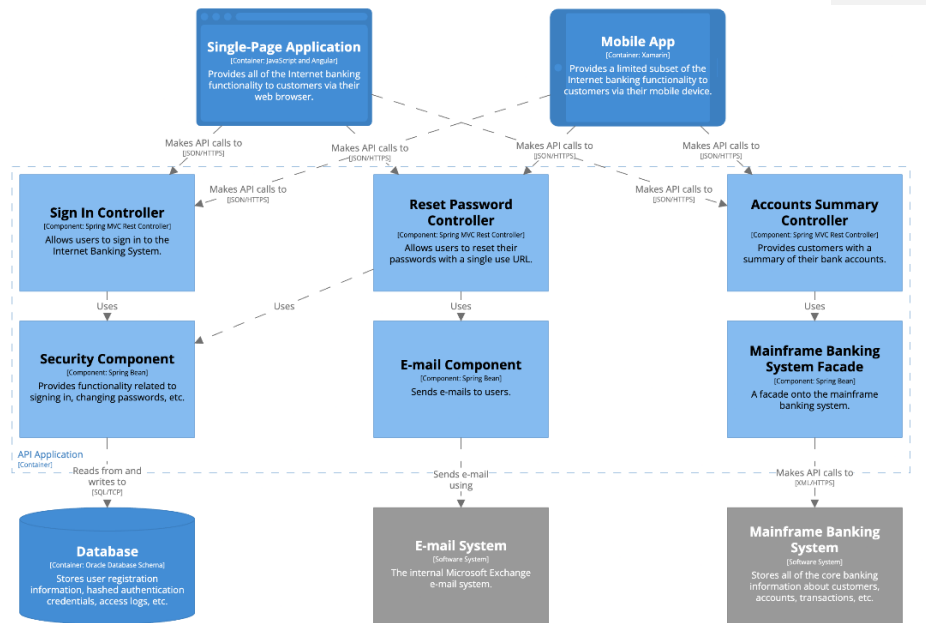 Single-Page Application
[Container: JavaScript and Angular]
Provides all of the Internet banking
functionality to customers via their
web browser.
Mobile App
[Container: Xamarin]
Provides a limited subset of the
Internet banking functionality to
customers via their mobile device.
Makes API calls to
[JSON/HTTPS]
Makes API calls to
[JSON/HTTPS]
Makes API calls to
[JSON/HTTPS]
Makes API calls to
[JSON/HTTPS]
Makes API calls to
[JSON/HTTPS]
Makes API calls to
[JSON/HTTPS]
Sign In Controller
[Component: Spring MVC Rest Controller]
Allows users to sign in to the
Internet Banking System.
Reset Password
Controller
[Component: Spring MVC Rest Controller]
Allows users to reset their
passwords with a single use URL.
Accounts Summary
Controller
[Component: Spring MVC Rest Controller]
Provides customers with a
summary of their bank accounts.
Uses
Uses
Uses
Uses
Security Component
[Component: Spring Bean]
Provides functionality related to
signing in, changing passwords, etc.
E-mail Component
[Component: Spring Bean]
Sends e-mails to users.
Mainframe Banking
System Facade
[Component: Spring Bean]
A facade onto the mainframe
banking system.
API Application
[Container]
Reads from and
writes to
[SQL/TCP]
Sends e-mail
using
Makes API calls to
[XML/HTTPS]
Database
[Container: Oracle Database Schema]
Stores user registration
information, hashed authentication
credentials, access logs, etc.
E-mail System
[Software System]
The internal Microsoft Exchange
e-mail system.
Mainframe Banking
System
[Software System]
Stores all of the core banking
information about customers,
accounts, transactions, etc.